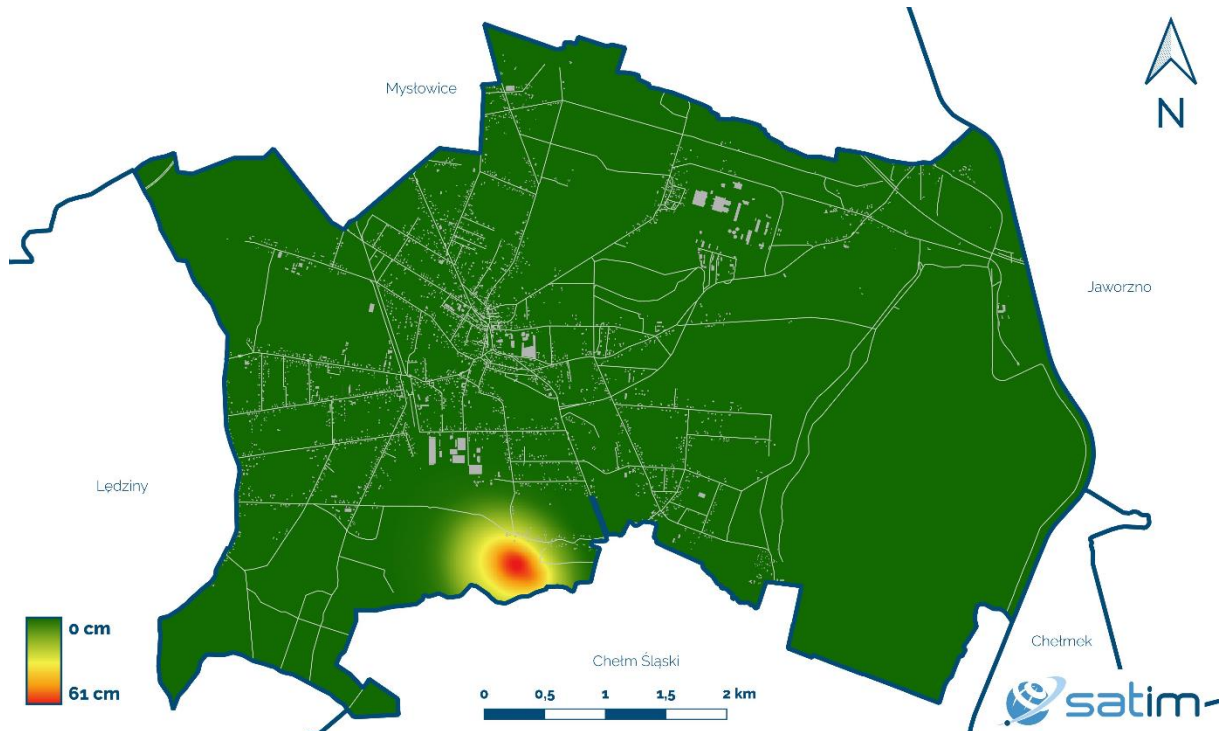 Mysłowice
N
Jaworzno
Lędziny
0 cm
61 cm
Chełm Śląski
Chełmek
0 0,5 1 1,5 2 km
satim